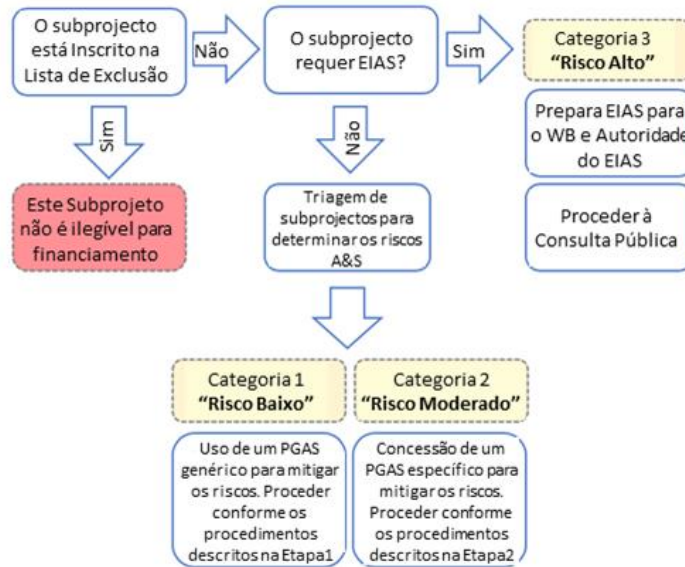 O subprojecto
está Inscrito na
Lista de Exclusão
Não
O subprojecto
requer EIAS?
Sim
Categoria 3
“Risco Alto”
Prepara EIAS para
o WB e Autoridade
do EIAS
Proceder à
Consulta Pública
Sim
Não
Este Subprojeto
não é ilegível para
financiamento
Triagem de
subprojectos para
determinar os riscos
A&S
Categoria 1
“Risco Baixo”
Categoria 2
“Risco Moderado”
Uso de um PGAS
genérico para mitigar
os riscos. Proceder
conforme os
procedimentos
descritos na Etapa1
Concessão de um
PGAS específico para
mitigar os riscos.
Proceder conforme
os procedimentos
descritos na Etapa2